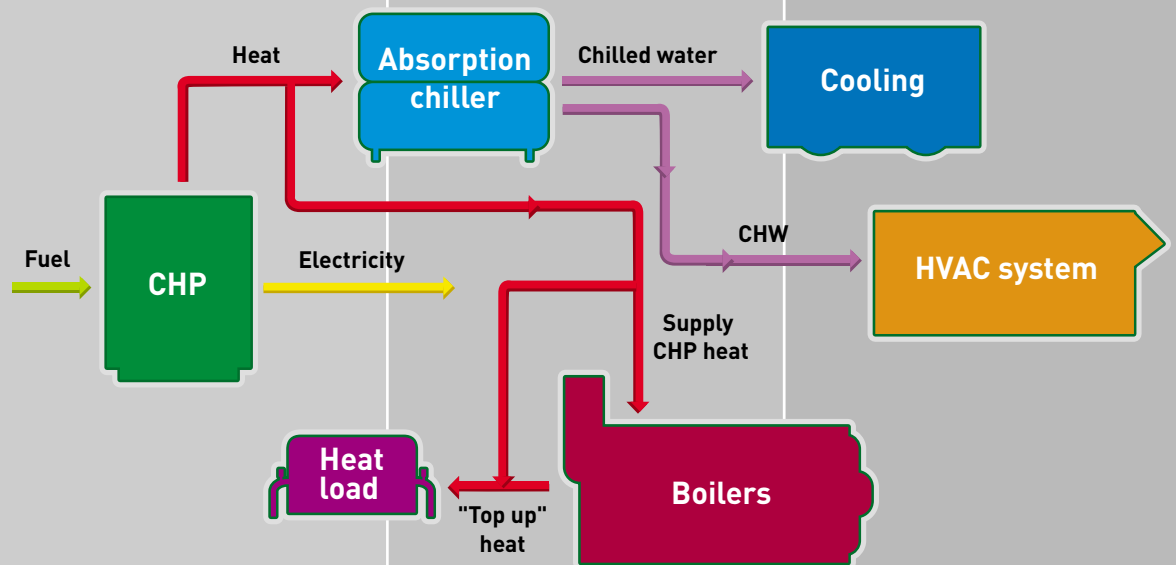 Heat
Absorption
chiller
Chilled water
Cooling
Fuel
CHP
Electricity
CHW
HVAC system
Supply
CHP heat
Heat
load
"Top up"
heat
Boilers